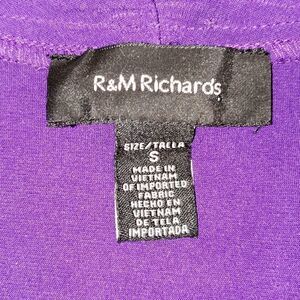 R&M Richards
SIZE/TALLA
S
MADE IN
VIETNAM
OF IMPORTED
FABRIC
HECHO EN
VIETNAM
DE TELA
IMPORTADA